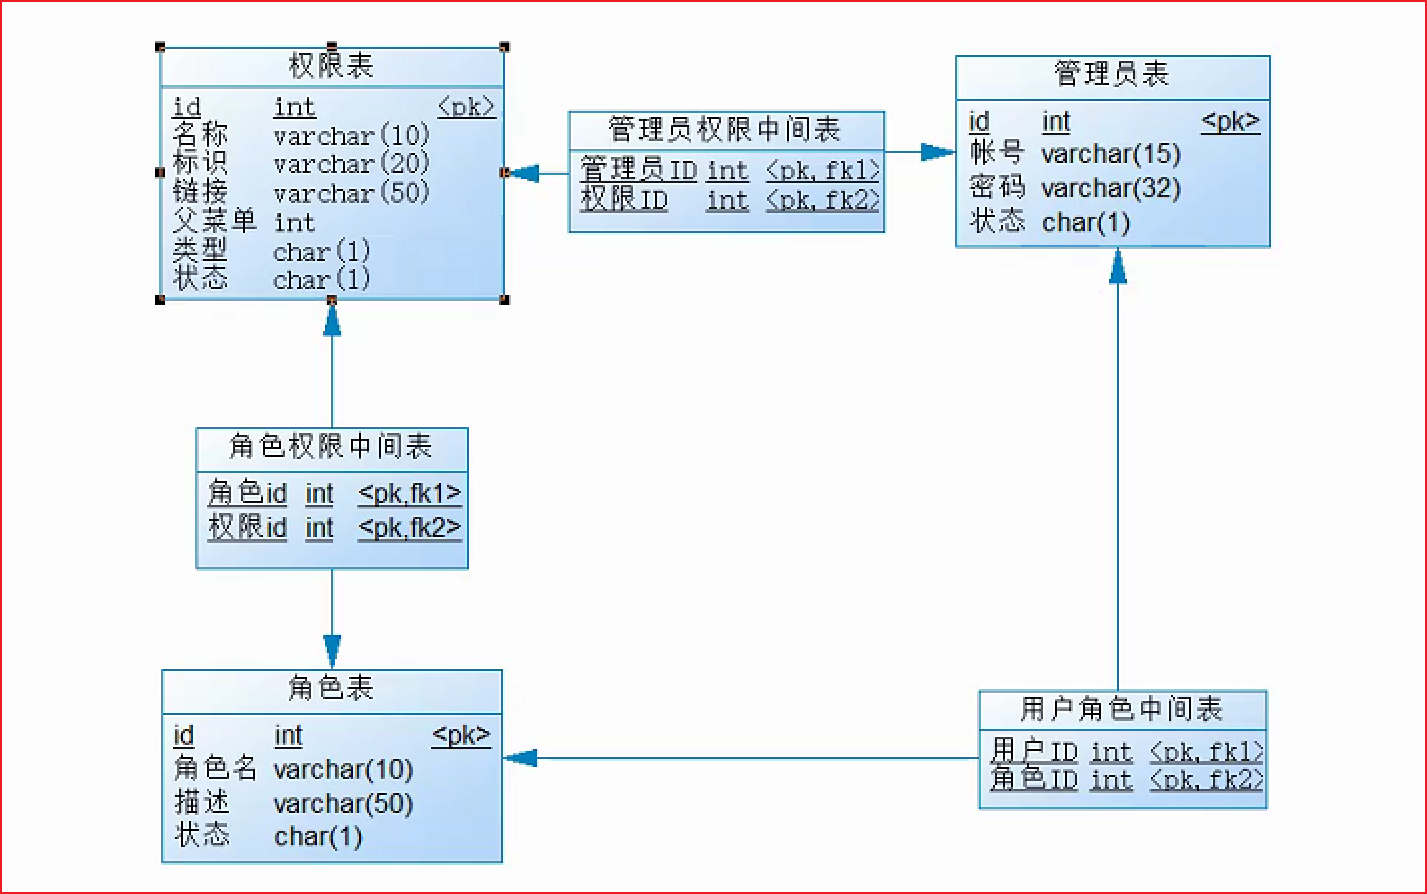 权限表
id int <pk>
名称 varchar(10)
标识 varchar(20)
链接 varchar(50)
父菜单 int
类型 char(1)
状态 char(1)
管理员权限中间表
管理员ID int <pk,fk1>
权限ID int <pk,fk2>
管理员表
id int <pk>
帐号 varchar(15)
密码 varchar(32)
状态 char(1)
角色权限中间表
角色id int <pk,fk1>
权限id int <pk,fk2>
角色表
id int <pk>
角色名 varchar(10)
描述 varchar(50)
状态 char(1)
用户角色中间表
用户ID int <pk,fk1>
角色ID int <pk,fk2>